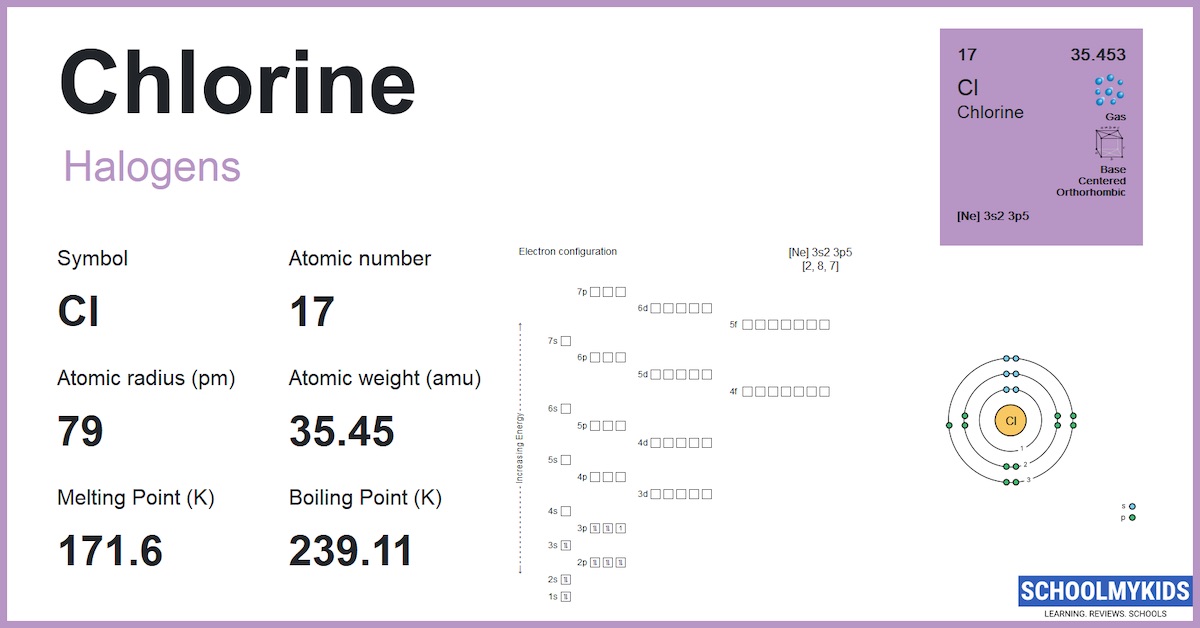 Chlorine
Halogens
17 35.453
Cl
Chlorine
Gas
Base
Centered
Orthorhombic
[Ne] 3s2 3p5
Symbol Atomic number
Cl 17
Atomic radius (pm) Atomic weight (amu)
79 35.45
Melting Point (K) Boiling Point (K)
171.6 239.11
Electron configuration [Ne] 3s2 3p5
[2, 8, 7]
7p
6d
5f
7s
6p
5d
4f
6s
5p
4d
5s
4p
3d
4s
3p
3s
2p
2s
1s
Increasing Energy
Cl
1
2
3
s
p
SCHOOLMYKIDS
LEARNING. REVIEWS. SCHOOLS